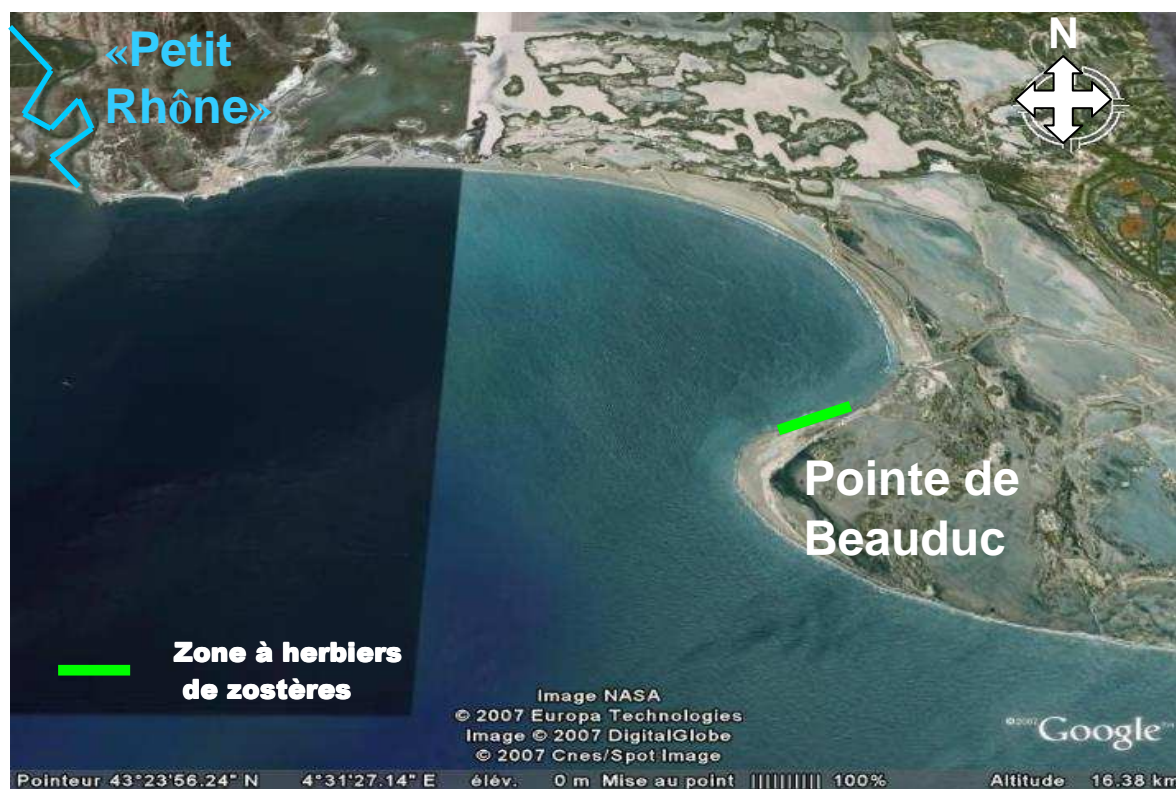 «Petit
Rhône»
N
Pointe de
Beauduc
Zone à herbiers
de zostères
Image NASA
© 2007 Europa Technologies
Image © 2007 DigitalGlobe
© 2007 Cnes/Spot Image
©2007 Google™
Pointeur 43°23'56.24" N 4°31'27.14" E élév. 0 m Mise au point |||||||||| 100% Altitude 16.38 km